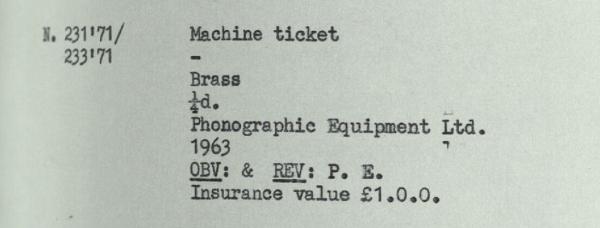 N. 231'71/ Machine ticket
233'71 -
Brass
¼d.
Phonographic Equipment Ltd.
1963
OBV: & REV: P. E.
Insurance value £1.0.0.